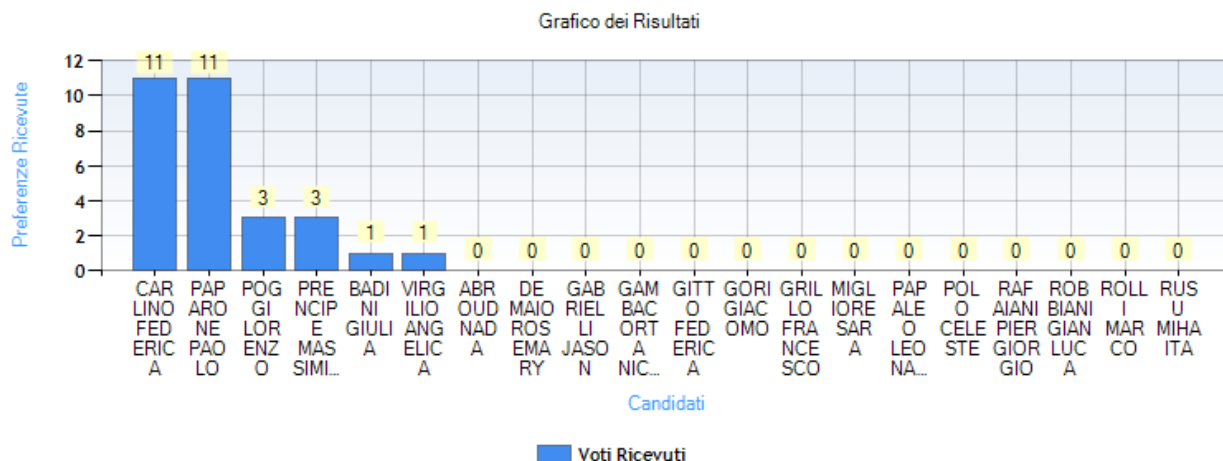 Grafico dei Risultati
Preferenze Ricevute
12
10
8
6
4
2
0
11 11 3 3 1 1 0 0 0 0 0 0 0 0 0 0 0 0 0 0
CAR PAP POG PRE BADI VIRG ABR DE GAB GAM GITT GORI GRIL MIGL PAP POL RAF ROB ROLL RUS
LINO ARO GI NCIP NI ILIO OUD MAIO RIEL BAC O GIAC LO IORE ALE O AIANI BIANI I U
FED NE LOR E GIULI ANG NAD ROS LI ORT FED OMO FRA SAR O CELE PIER GIAN MAR MIHA
ERIC PAO ENZ MAS A ELIC A EMA JASO A ERIC NCE A LEO STE GIOR LUC CO ITA
A LO O SIMI... A RY N NIC... A SCO NA... GIO A
Candidati
Voti Ricevuti